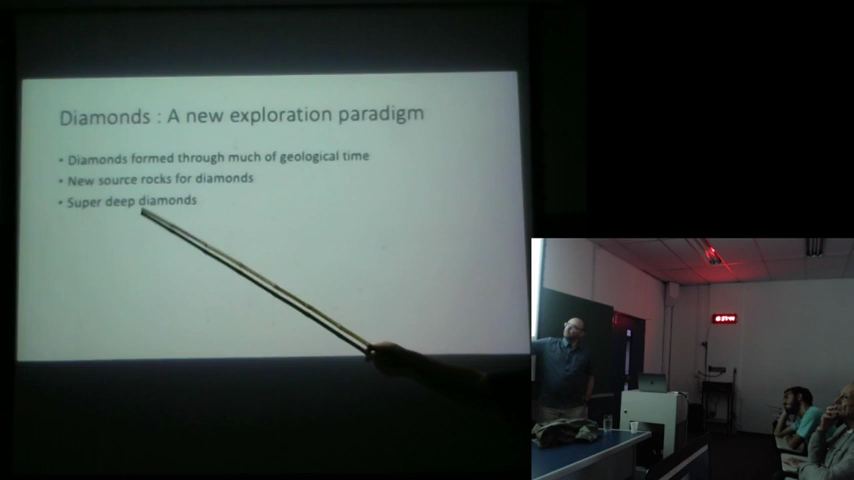 Diamonds : A new exploration paradigm
• Diamonds formed through much of geological time
• New source rocks for diamonds
• Super deep diamonds